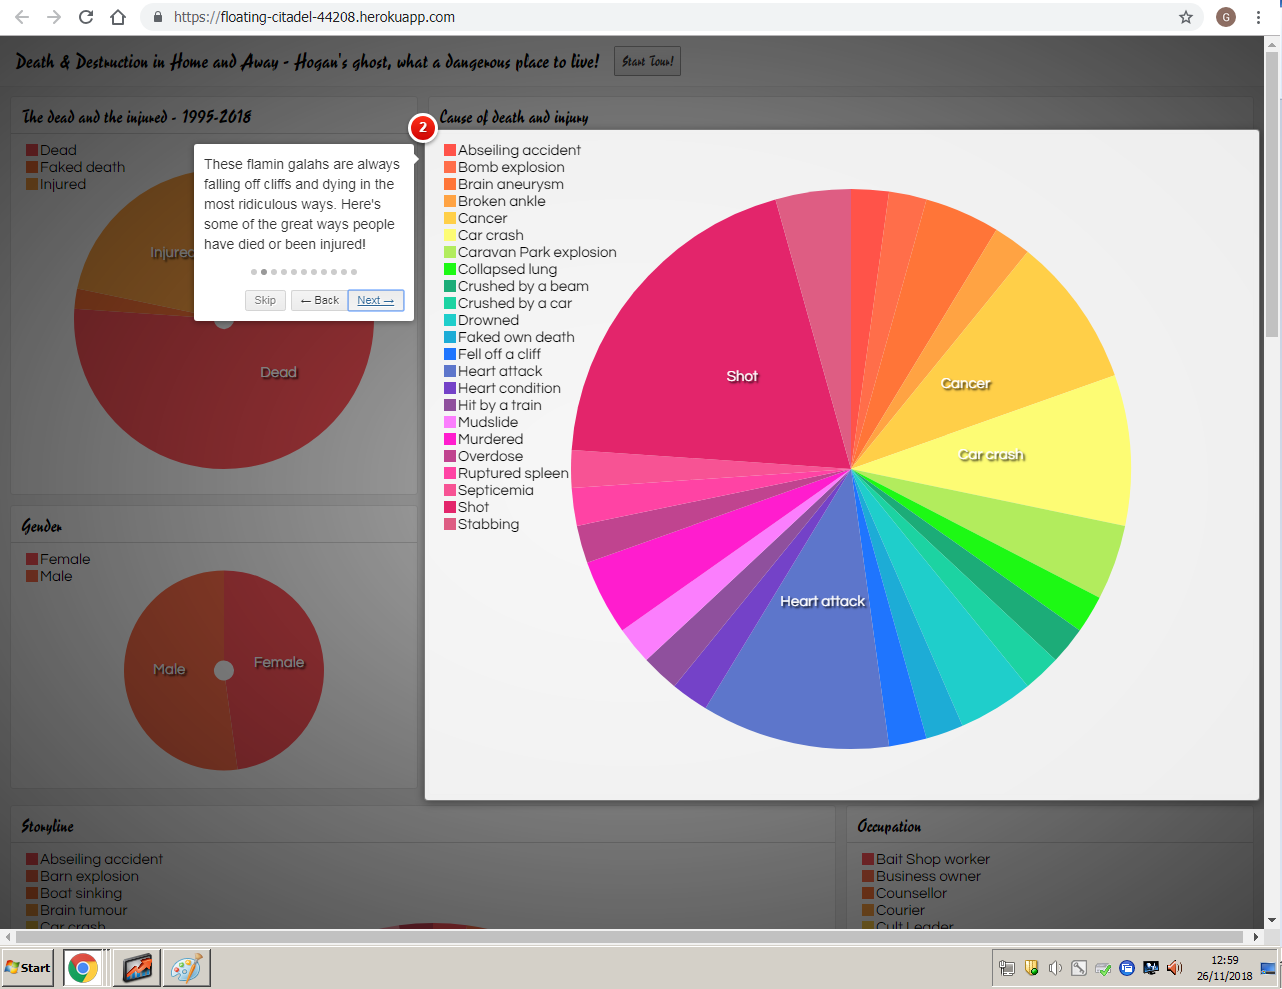 https://floating-citadel-44208.herokuapp.com
G
Death & Destruction in Home and Away - Hogan's ghost, what a dangerous place to live!
Start Tour!
The dead and the injured - 1995-2018
Dead
Faked death
Injured
Injured
Dead
2
These flamin galahs are always
falling off cliffs and dying in the
most ridiculous ways. Here's
some of the great ways people
have died or been injured!
Skip
← Back
Next →
Cause of death and injury
Abseiling accident
Bomb explosion
Brain aneurysm
Broken ankle
Cancer
Car crash
Caravan Park explosion
Collapsed lung
Crushed by a beam
Crushed by a car
Drowned
Faked own death
Fell off a cliff
Heart attack
Heart condition
Hit by a train
Mudslide
Murdered
Overdose
Ruptured spleen
Septicemia
Shot
Stabbing
Shot
Cancer
Car crash
Heart attack
Gender
Female
Male
Male
Female
Storyline
Abseiling accident
Barn explosion
Boat sinking
Brain tumour
Car crash
Occupation
Bait Shop worker
Business owner
Counsellor
Courier
Cult Leader
Start
12:59
26/11/2018